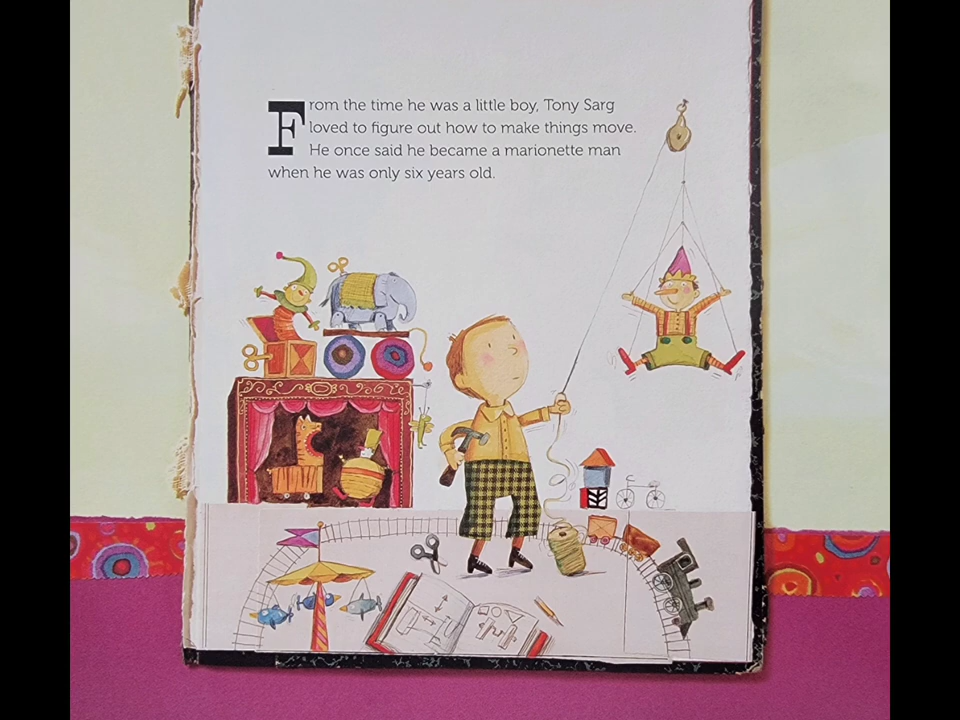 From the time he was a little boy, Tony Sarg
loved to figure out how to make things move.
He once said he became a marionette man
when he was only six years old.